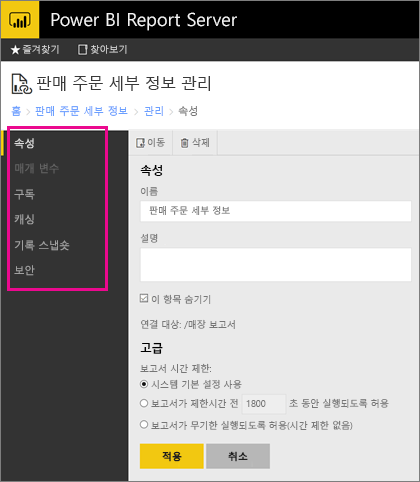 Power BI Report Server
즐겨찾기 찾아보기
판매 주문 세부 정보 관리
홈 > 판매 주문 세부 정보 > 관리 > 속성
속성
매개 변수
구독
캐싱
기록 스냅숏
보안
이동 삭제
속성
이름
판매 주문 세부 정보
설명
이 항목 숨기기
연결 대상: /매장 보고서
고급
보고서 시간 제한:
시스템 기본 설정 사용
보고서가 제한시간 전 1800 초 동안 실행되도록 허용
보고서가 무기한 실행되도록 허용(시간 제한 없음)
적용 취소